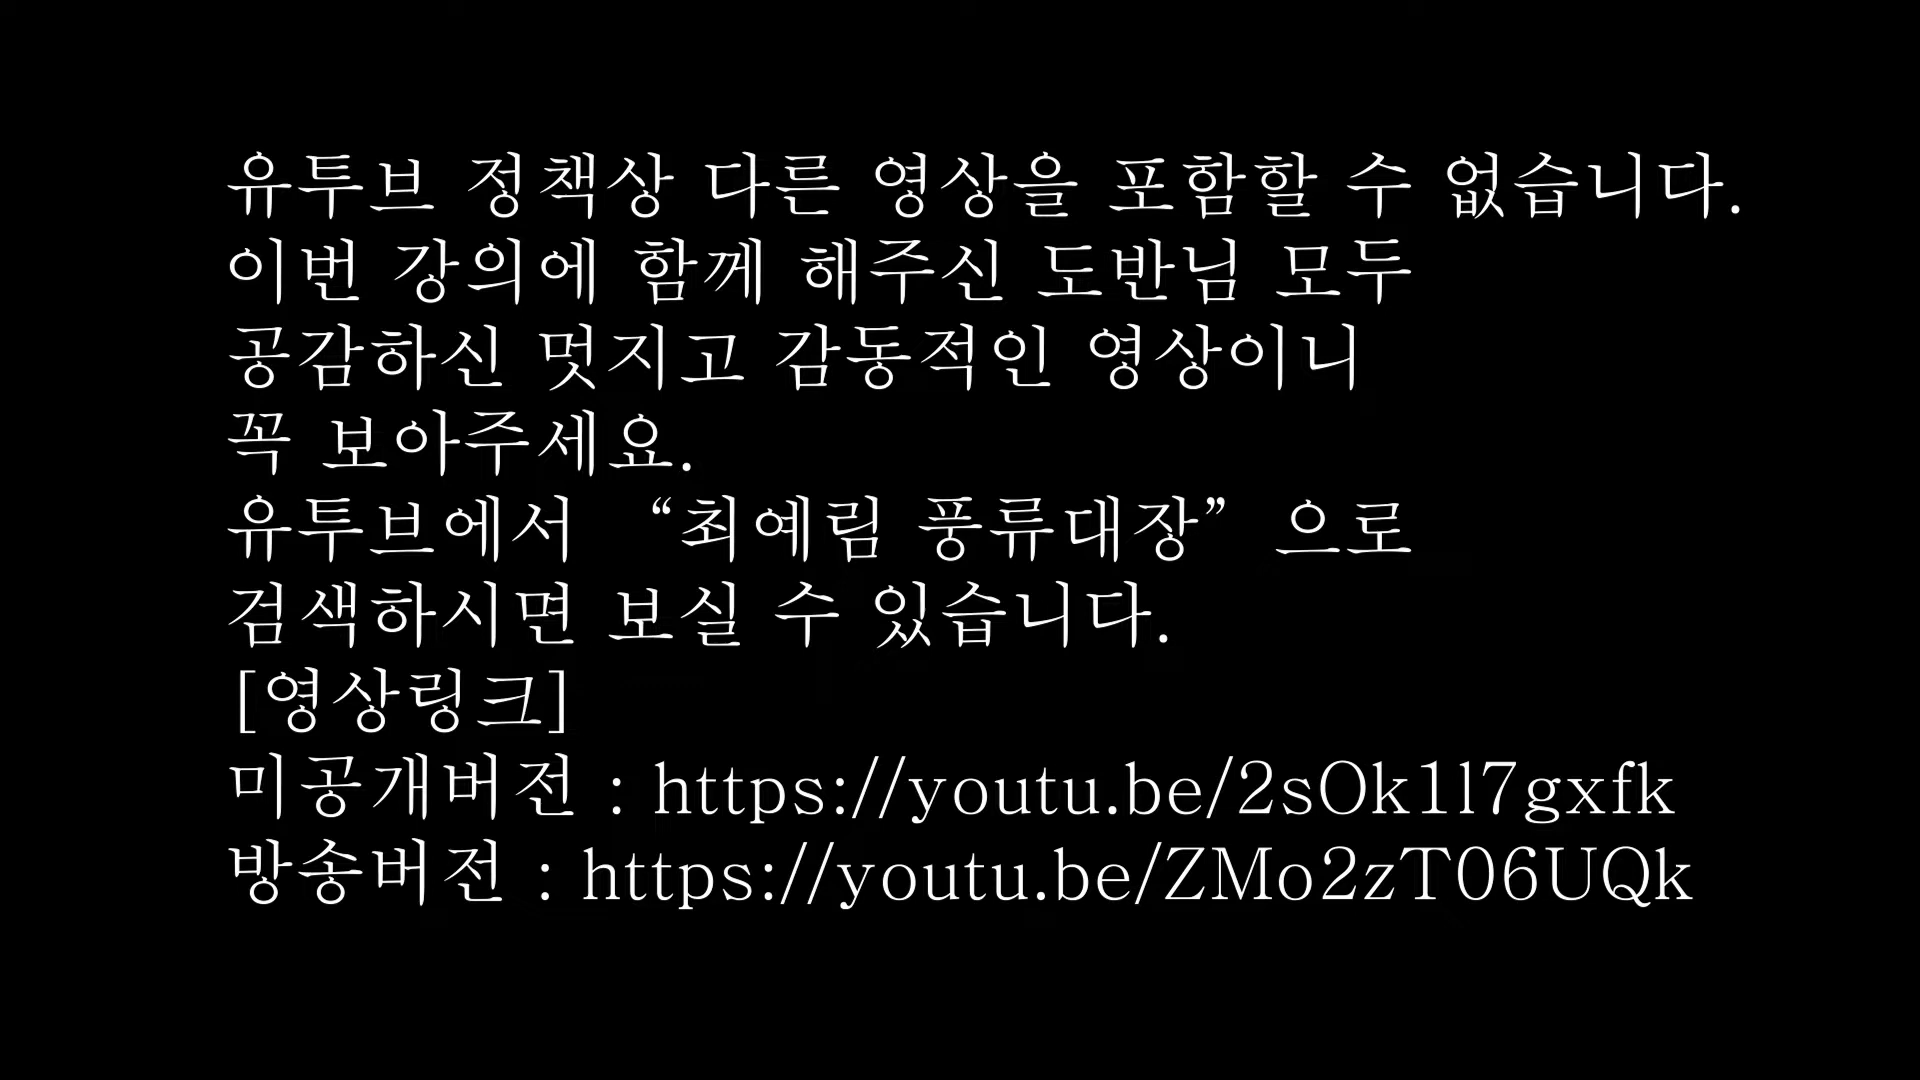 유투브 정책상 다른 영상을 포함할 수 없습니다.
이번 강의에 함께 해주신 도반님 모두
공감하신 멋지고 감동적인 영상이니
꼭 보아주세요.
유투브에서 “최예림 풍류대장” 으로
검색하시면 보실 수 있습니다.
[영상링크]
미공개버전 : https://youtu.be/2sOk1l7gxfk
방송버전 : https://youtu.be/ZMo2zT06UQk